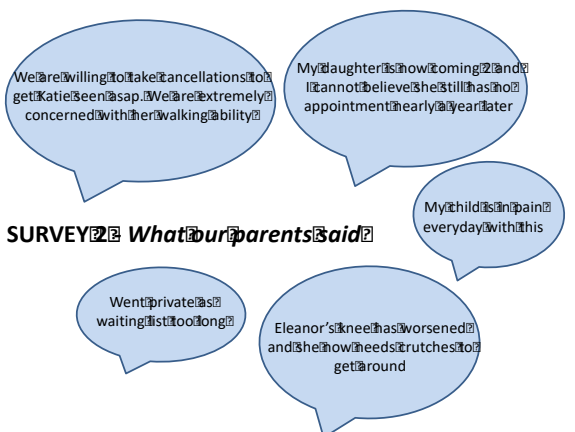 We are willing to take cancellations to
get Katie seen asap. We are extremely
concerned with her walking ability
My daughter is now coming 2 and
I cannot believe she still has no
appointment nearly a year later
My child is in pain
everyday with this
SURVEY 2 - What our parents said
Went private as
waiting list too long
Eleanor's knee has worsened
and she now needs crutches to
get around